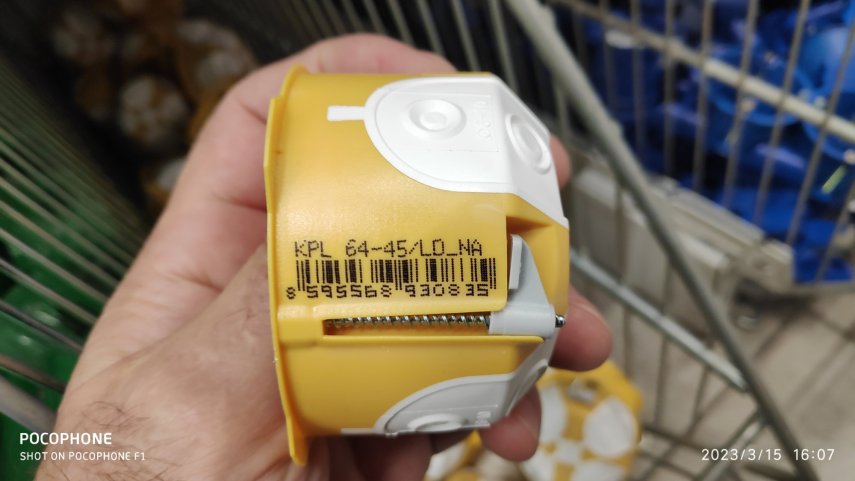 KPL 64-45/LD_NA
8 595568 930835
POCOPHONE
SHOT ON POCOPHONE F1
2023/3/15 16:07